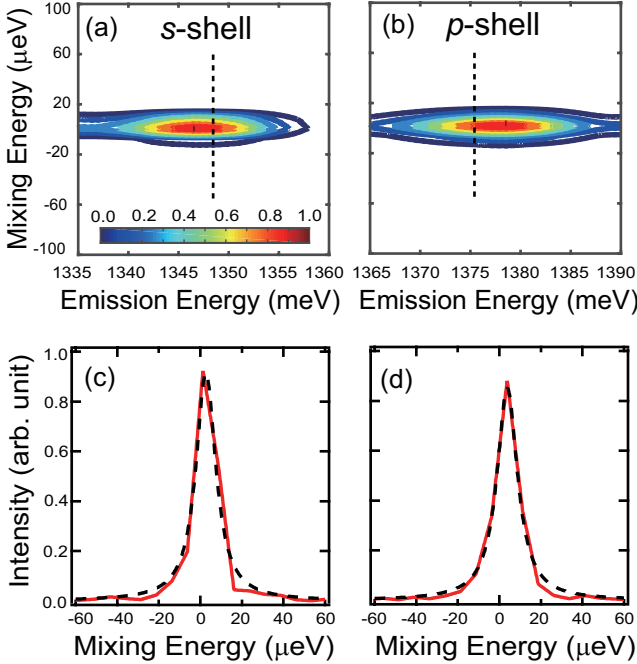 (a) s-shell
(b) p-shell
Mixing Energy (μeV)
100
20
-20
-60
-100
0.0 0.2 0.4 0.6 0.8 1.0
1335 1340 1345 1350 1355 1360
1365 1370 1375 1380 1385 1390
Emission Energy (meV)
Emission Energy (meV)
(c)
(d)
Intensity (arb. unit)
1.0
0.8
0.6
0.4
0.2
0.0
-60 -40 -20 0 20 40 60
-60 -40 -20 0 20 40 60
Mixing Energy (μeV)
Mixing Energy (μeV)